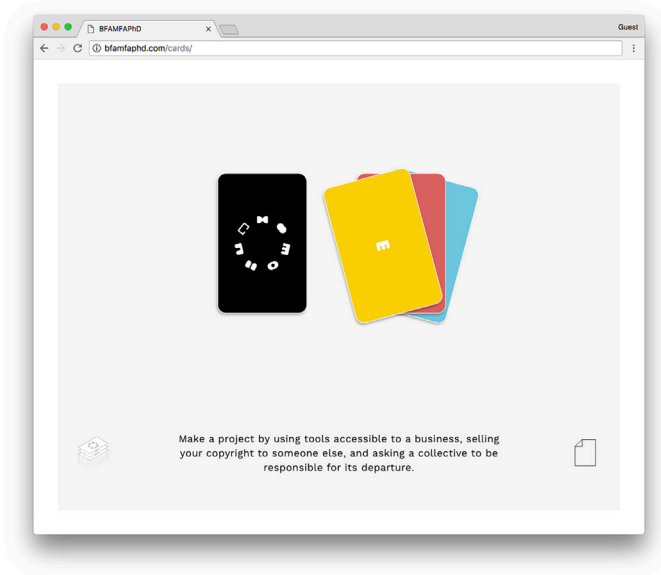 BFAMFAPhD
Guest
bfamfaphd.com/cards/
E
Make a project by using tools accessible to a business, selling
your copyright to someone else, and asking a collective to be
responsible for its departure.